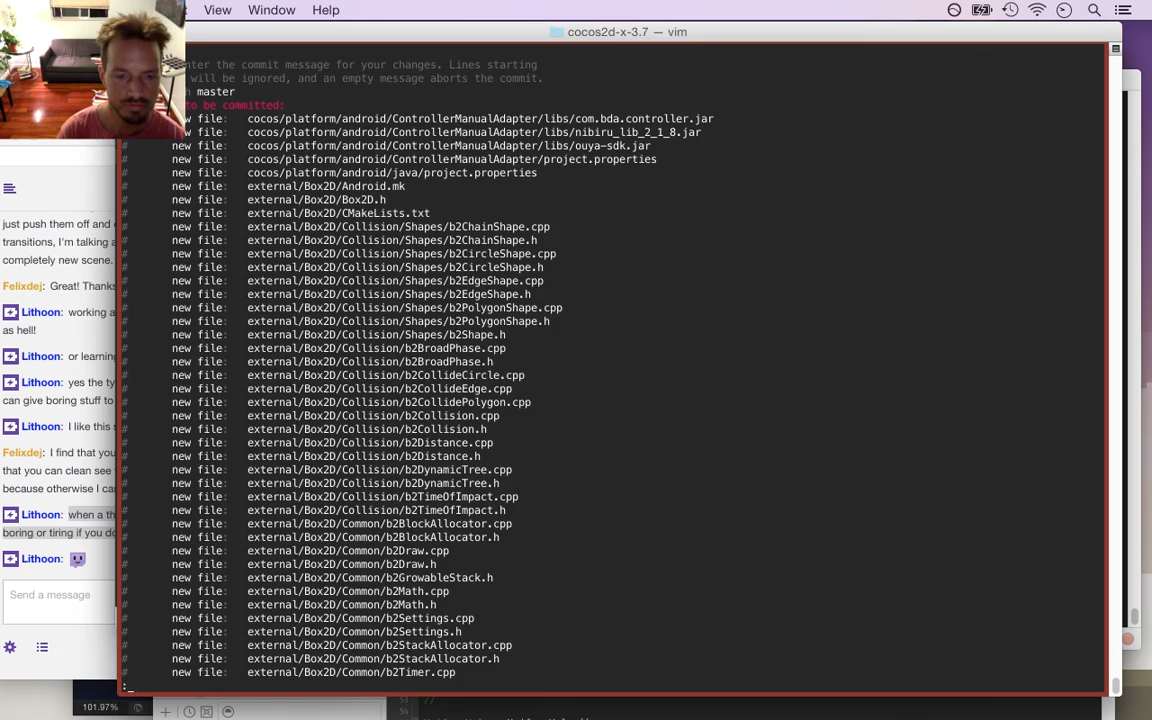 View Window Help
cocos2d-x-3.7 — vim
nter the commit message for your changes. Lines starting
will be ignored, and an empty message aborts the commit.
master
to be committed:
w file: cocos/platform/android/ControllerManualAdapter/libs/com.bda.controller.jar
w file: cocos/platform/android/ControllerManualAdapter/libs/nibiru_lib_2_1_8.jar
# new file: cocos/platform/android/ControllerManualAdapter/libs/ouya-sdk.jar
# new file: cocos/platform/android/ControllerManualAdapter/project.properties
# new file: cocos/platform/android/java/project.properties
# new file: external/Box2D/Android.mk
# new file: external/Box2D/Box2D.h
# new file: external/Box2D/CMakeLists.txt
# new file: external/Box2D/Collision/Shapes/b2ChainShape.cpp
# new file: external/Box2D/Collision/Shapes/b2ChainShape.h
# new file: external/Box2D/Collision/Shapes/b2CircleShape.cpp
# new file: external/Box2D/Collision/Shapes/b2CircleShape.h
# new file: external/Box2D/Collision/Shapes/b2EdgeShape.cpp
# new file: external/Box2D/Collision/Shapes/b2EdgeShape.h
# new file: external/Box2D/Collision/Shapes/b2PolygonShape.cpp
# new file: external/Box2D/Collision/Shapes/b2PolygonShape.h
# new file: external/Box2D/Collision/Shapes/b2Shape.h
# new file: external/Box2D/Collision/b2BroadPhase.cpp
# new file: external/Box2D/Collision/b2BroadPhase.h
# new file: external/Box2D/Collision/b2CollideCircle.cpp
# new file: external/Box2D/Collision/b2CollideEdge.cpp
# new file: external/Box2D/Collision/b2CollidePolygon.cpp
# new file: external/Box2D/Collision/b2Collision.cpp
# new file: external/Box2D/Collision/b2Collision.h
# new file: external/Box2D/Collision/b2Distance.cpp
# new file: external/Box2D/Collision/b2Distance.h
# new file: external/Box2D/Collision/b2DynamicTree.cpp
# new file: external/Box2D/Collision/b2DynamicTree.h
# new file: external/Box2D/Collision/b2TimeOfImpact.cpp
# new file: external/Box2D/Collision/b2TimeOfImpact.h
# new file: external/Box2D/Common/b2BlockAllocator.cpp
# new file: external/Box2D/Common/b2BlockAllocator.h
# new file: external/Box2D/Common/b2Draw.cpp
# new file: external/Box2D/Common/b2Draw.h
# new file: external/Box2D/Common/b2GrowableStack.h
# new file: external/Box2D/Common/b2Math.cpp
# new file: external/Box2D/Common/b2Math.h
# new file: external/Box2D/Common/b2Settings.cpp
# new file: external/Box2D/Common/b2Settings.h
# new file: external/Box2D/Common/b2StackAllocator.cpp
# new file: external/Box2D/Common/b2StackAllocator.h
# new file: external/Box2D/Common/b2Timer.cpp
:
just push them off and
transitions, I'm talking a
completely new scene.
Felixdej: Great! Thanks
Lithoon: working a
as hell!
Lithoon: or learning
Lithoon: yes the ty
can give boring stuff to
Lithoon: I like this s
Felixdej: I find that you
that you can clean see
because otherwise I ca
Lithoon: when a th
boring or tiring if you do
Lithoon:
Send a message
101.97%
53
54
//